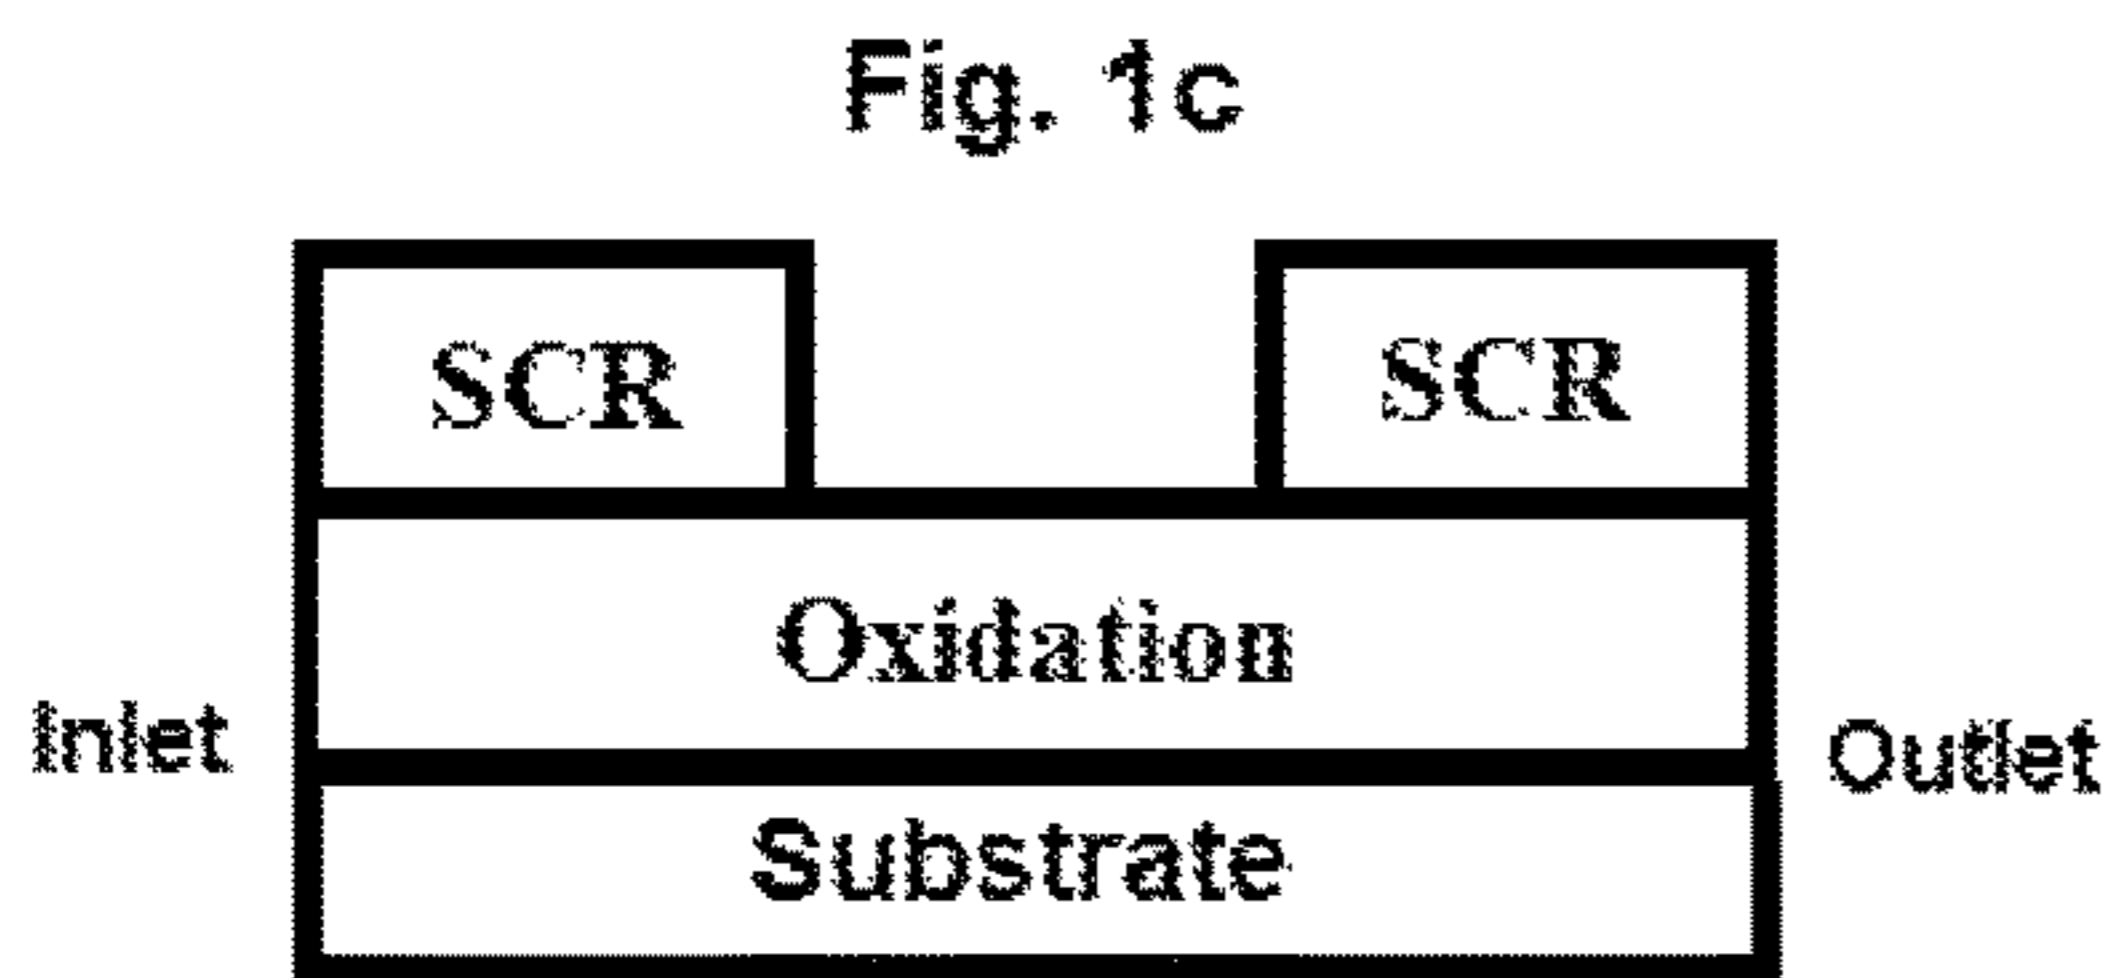 Fig. 1c
SCR SCR
Oxidation
Inlet Outlet
Substrate